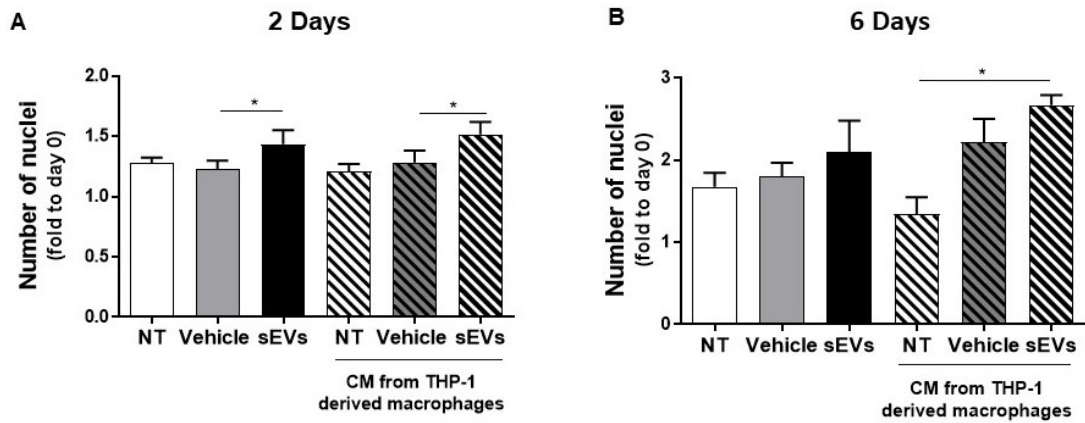 A
2 Days
Number of nuclei
(fold to day 0)
2.0
1.5
1.0
0.5
0.0
*
*
NT Vehicle sEVs NT Vehicle sEVs
CM from THP-1
derived macrophages
B
6 Days
Number of nuclei
(fold to day 0)
3
2
1
0
*
NT Vehicle sEVs NT Vehicle sEVs
CM from THP-1
derived macrophages